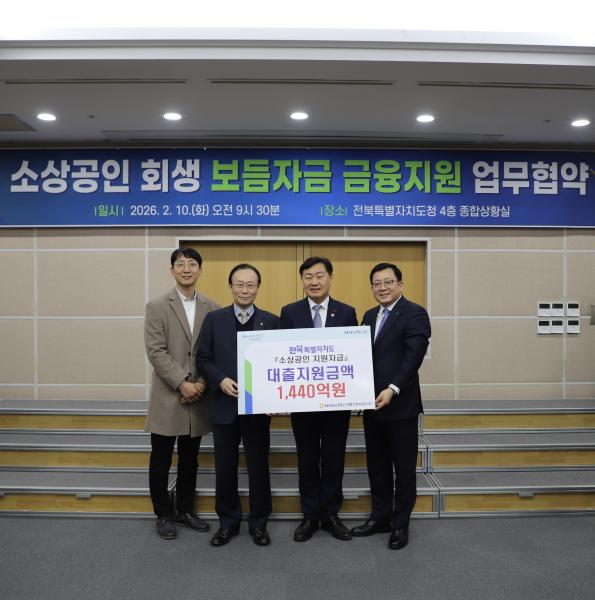 소상공인 회생 보듬자금 금융지원 업무협약
|일시| 2026. 2. 10.(화) 오전 9시 30분 |장소| 전북특별자치도청 4층 종합상황실
전북특별자치도
『소상공인 지원자금』
대출지원금액
1,440억원